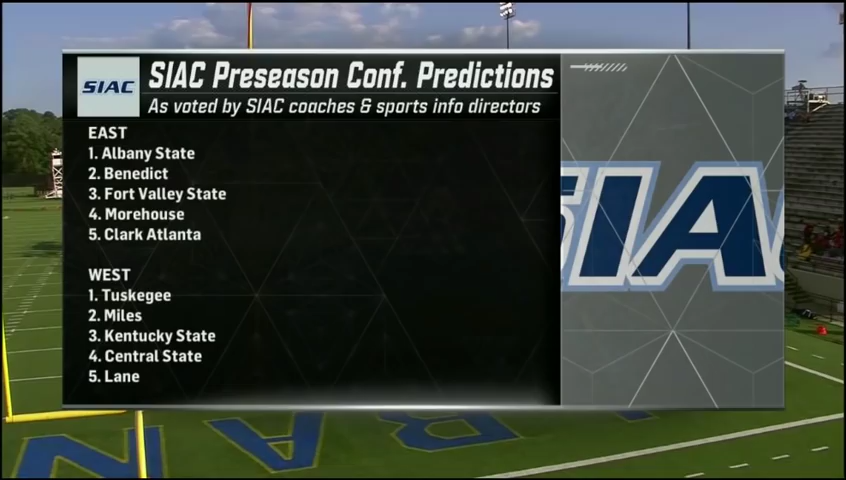 SIAC
SIAC Preseason Conf. Predictions
As voted by SIAC coaches & sports info directors
EAST
1. Albany State
2. Benedict
3. Fort Valley State
4. Morehouse
5. Clark Atlanta
WEST
1. Tuskegee
2. Miles
3. Kentucky State
4. Central State
5. Lane
SIAC